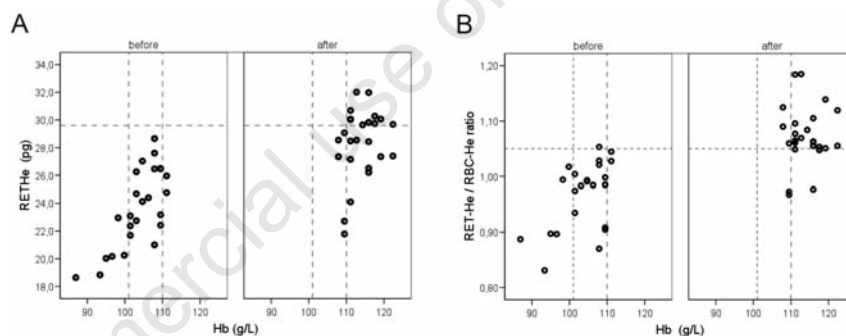 A
B
before
after
before
after
34,0
32,0
30,0
28,0
26,0
24,0
22,0
20,0
18,0
RETHe (pg)
90 100 110 120 90 100 110 120
Hb (g/L)
1,20
1,10
1,00
0,90
0,80
RET-He / RBC-He ratio
90 100 110 120 90 100 110 120
Hb (g/L)
mercial use o